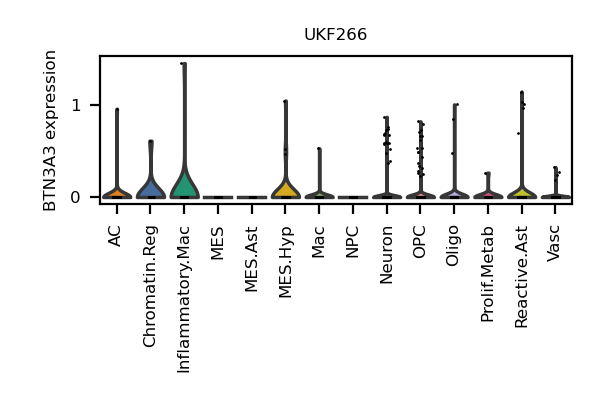 UKF266
BTN3A3 expression
1
0
AC
Chromatin.Reg
Inflammatory.Mac
MES
MES.Ast
MES.Hyp
Mac
NPC
Neuron
OPC
Oligo
Prolif.Metab
Reactive.Ast
Vasc